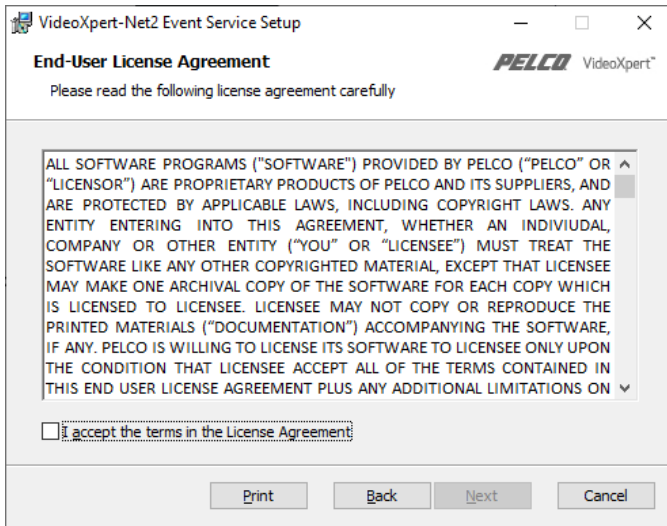 VideoXpert-Net2 Event Service Setup
End-User License Agreement
PELCO VideoXpert™
Please read the following license agreement carefully
ALL SOFTWARE PROGRAMS ("SOFTWARE") PROVIDED BY PELCO (“PELCO” OR
“LICENSOR”) ARE PROPRIETARY PRODUCTS OF PELCO AND ITS SUPPLIERS, AND
ARE PROTECTED BY APPLICABLE LAWS, INCLUDING COPYRIGHT LAWS. ANY
ENTITY ENTERING INTO THIS AGREEMENT, WHETHER AN INDIVIUDAL,
COMPANY OR OTHER ENTITY (“YOU” OR “LICENSEE”) MUST TREAT THE
SOFTWARE LIKE ANY OTHER COPYRIGHTED MATERIAL, EXCEPT THAT LICENSEE
MAY MAKE ONE ARCHIVAL COPY OF THE SOFTWARE FOR EACH COPY WHICH
IS LICENSED TO LICENSEE. LICENSEE MAY NOT COPY OR REPRODUCE THE
PRINTED MATERIALS (“DOCUMENTATION”) ACCOMPANYING THE SOFTWARE,
IF ANY. PELCO IS WILLING TO LICENSE ITS SOFTWARE TO LICENSEE ONLY UPON
THE CONDITION THAT LICENSEE ACCEPT ALL OF THE TERMS CONTAINED IN
THIS END USER LICENSE AGREEMENT PLUS ANY ADDITIONAL LIMITATIONS ON
I accept the terms in the License Agreement
Print Back Next Cancel